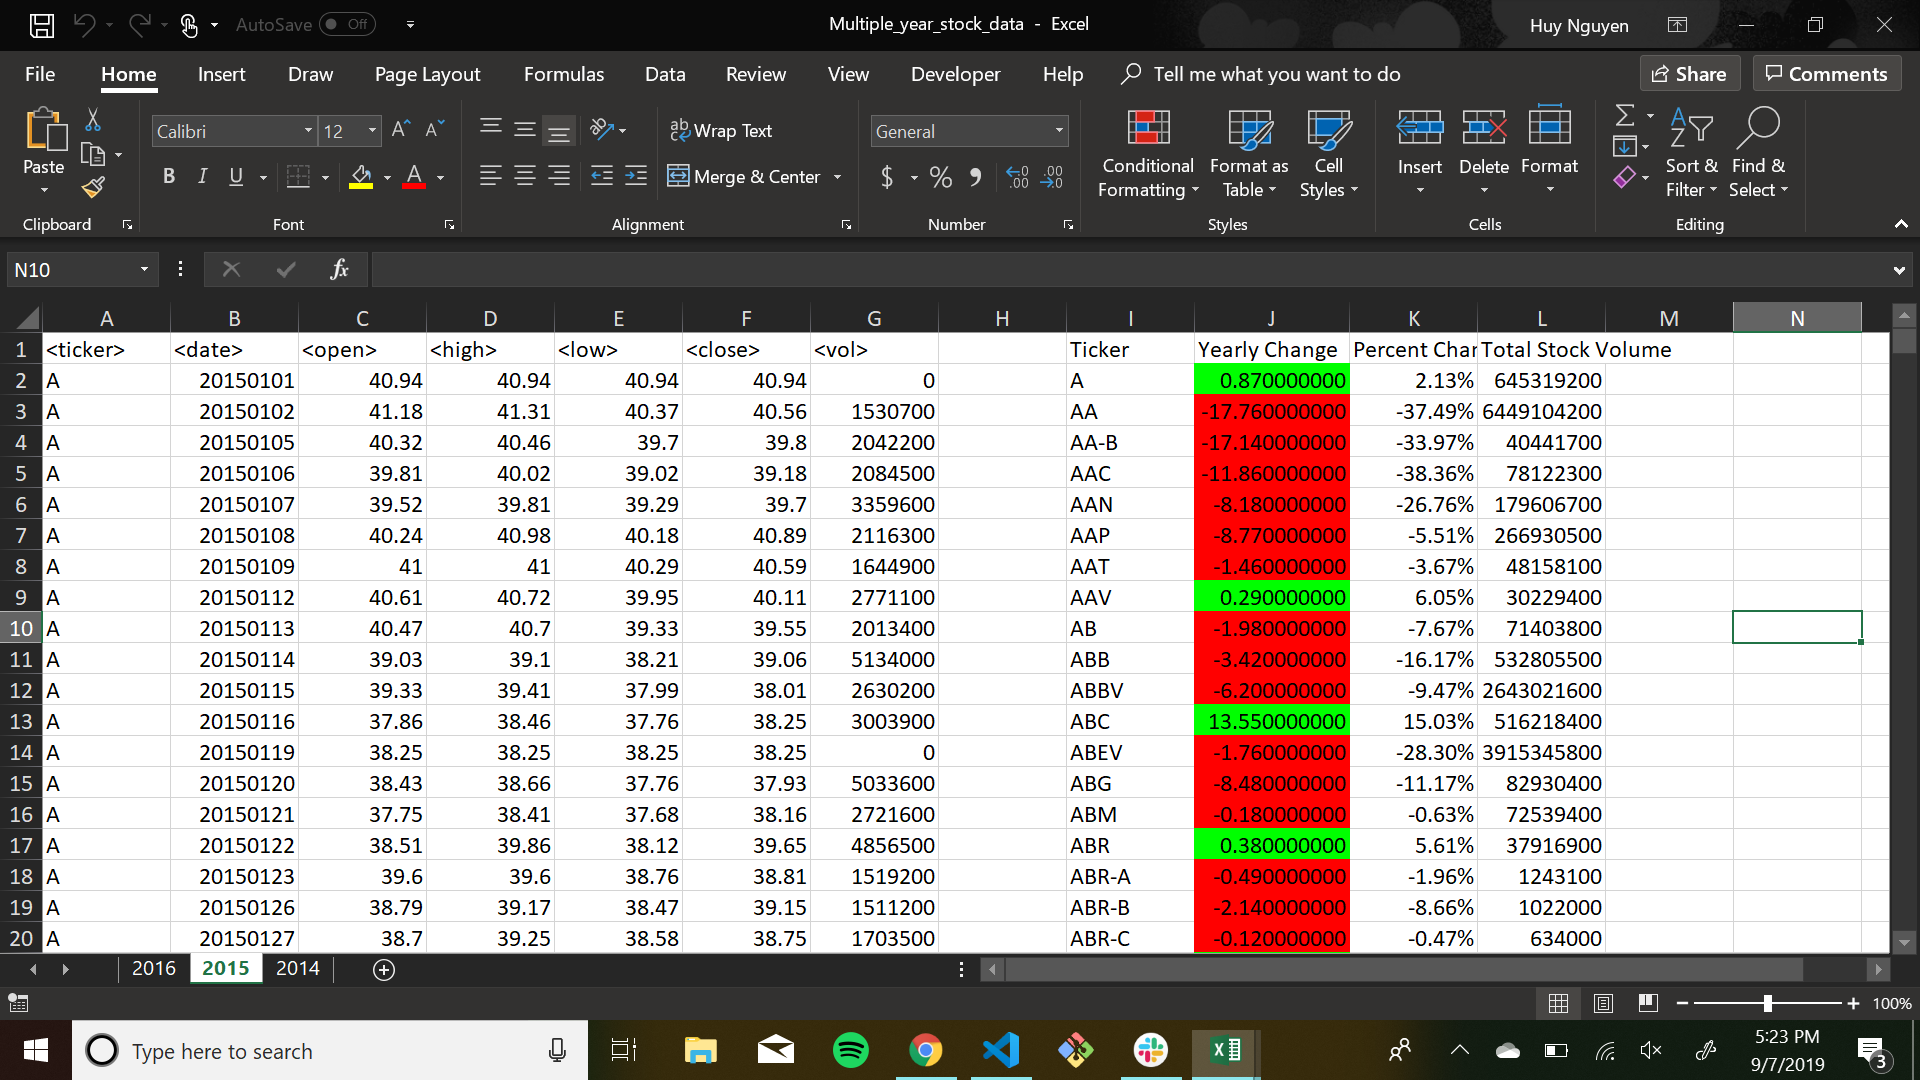 AutoSave Off
Multiple_year_stock_data - Excel
Huy Nguyen
File Home Insert Draw Page Layout Formulas Data Review View Developer Help Tell me what you want to do Share Comments
Paste
Clipboard
Calibri 12
B I U A
Font
ab Wrap Text
Merge & Center
Alignment
General
$ % 9 .00 .00
Number
Conditional Formatting
Format as Table
Cell Styles
Styles
Insert Delete Format
Cells
Sort & Filter
Find & Select
Editing
N10 fx
A B C D E F G H I J K L M N
1 <ticker> <date> <open> <high> <low> <close> <vol> Ticker Yearly Change Percent Char Total Stock Volume
2 A 20150101 40.94 40.94 40.94 40.94 0 A 0.870000000 2.13% 645319200
3 A 20150102 41.18 41.31 40.37 40.56 1530700 AA -17.760000000 -37.49% 6449104200
4 A 20150105 40.32 40.46 39.7 39.8 2042200 AA-B -17.140000000 -33.97% 40441700
5 A 20150106 39.81 40.02 39.02 39.18 2084500 AAC -11.860000000 -38.36% 78122300
6 A 20150107 39.52 39.81 39.29 39.7 3359600 AAN -8.180000000 -26.76% 179606700
7 A 20150108 40.24 40.98 40.18 40.89 2116300 AAP -8.770000000 -5.51% 266930500
8 A 20150109 41 41 40.29 40.59 1644900 AAT -1.460000000 -3.67% 48158100
9 A 20150112 40.61 40.72 39.95 40.11 2771100 AAV 0.290000000 6.05% 30229400
10 A 20150113 40.47 40.7 39.33 39.55 2013400 AB -1.980000000 -7.67% 71403800
11 A 20150114 39.03 39.1 38.21 39.06 5134000 ABB -3.420000000 -16.17% 532805500
12 A 20150115 39.33 39.41 37.99 38.01 2630200 ABBV -6.200000000 -9.47% 2643021600
13 A 20150116 37.86 38.46 37.76 38.25 3003900 ABC 13.550000000 15.03% 516218400
14 A 20150119 38.25 38.25 38.25 38.25 0 ABEV -1.760000000 -28.30% 3915345800
15 A 20150120 38.43 38.66 37.76 37.93 5033600 ABG -8.480000000 -11.17% 82930400
16 A 20150121 37.75 38.41 37.68 38.16 2721600 ABM -0.180000000 -0.63% 72539400
17 A 20150122 38.51 39.86 38.12 39.65 4856500 ABR 0.380000000 5.61% 37916900
18 A 20150123 39.6 39.6 38.76 38.81 1519200 ABR-A -0.490000000 -1.96% 1243100
19 A 20150126 38.79 39.17 38.47 39.15 1511200 ABR-B -2.140000000 -8.66% 1022000
20 A 20150127 38.7 39.25 38.58 38.75 1703500 ABR-C -0.120000000 -0.47% 634000
2016 2015 2014
100%
Type here to search
5:23 PM
9/7/2019
3